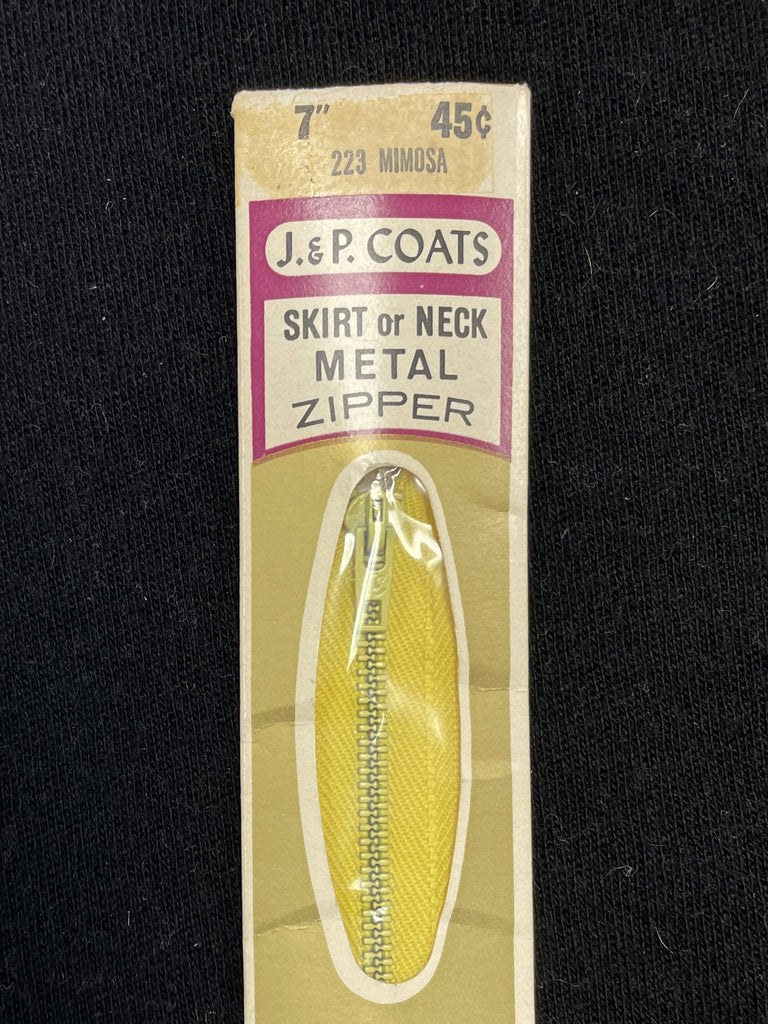 7" 45¢
223 MIMOSA
J. & P. COATS
SKIRT or NECK
METAL
ZIPPER